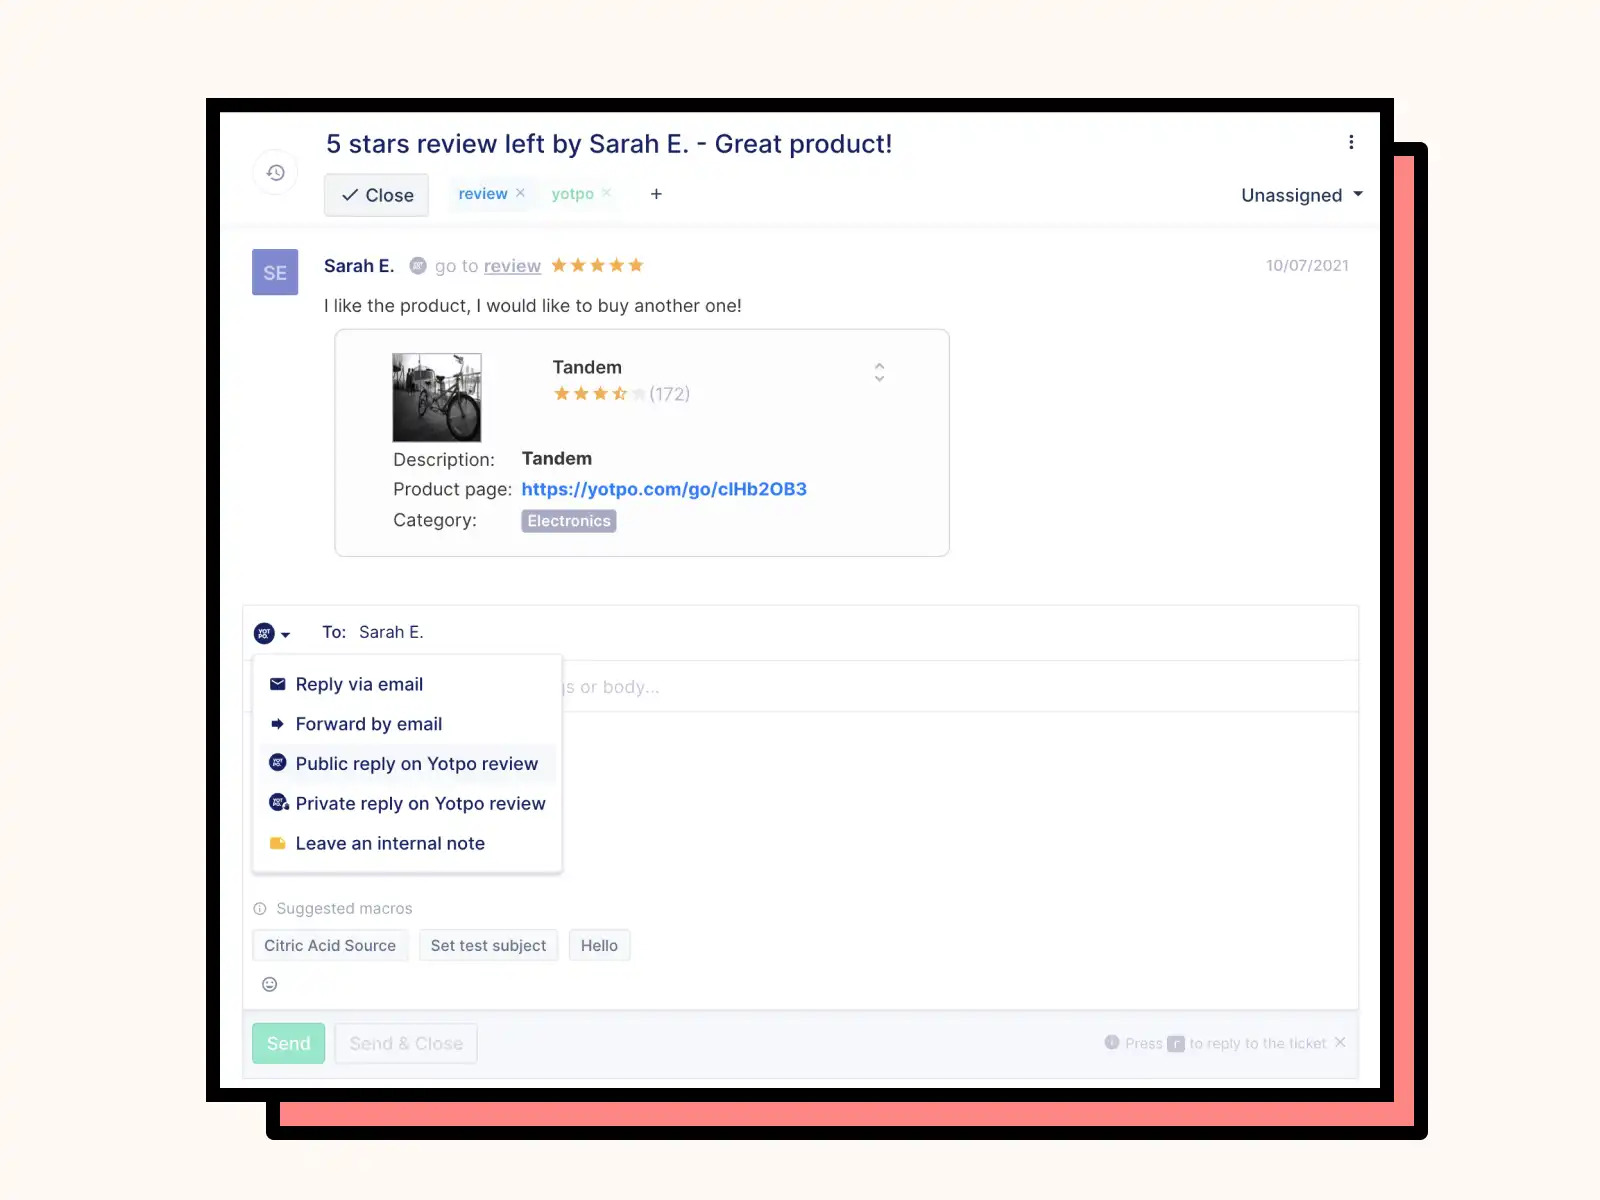 5 stars review left by Sarah E. - Great product!
Close review yotpo + Unassigned
SE Sarah E. go to review 10/07/2021
I like the product, I would like to buy another one!
Tandem
(172)
Description: Tandem
Product page: https://yotpo.com/go/clHb2OB3
Category: Electronics
To: Sarah E.
or body...
Reply via email
Forward by email
Public reply on Yotpo review
Private reply on Yotpo review
Leave an internal note
Suggested macros
Citric Acid Source Set test subject Hello
Send Send & Close Press r to reply to the ticket